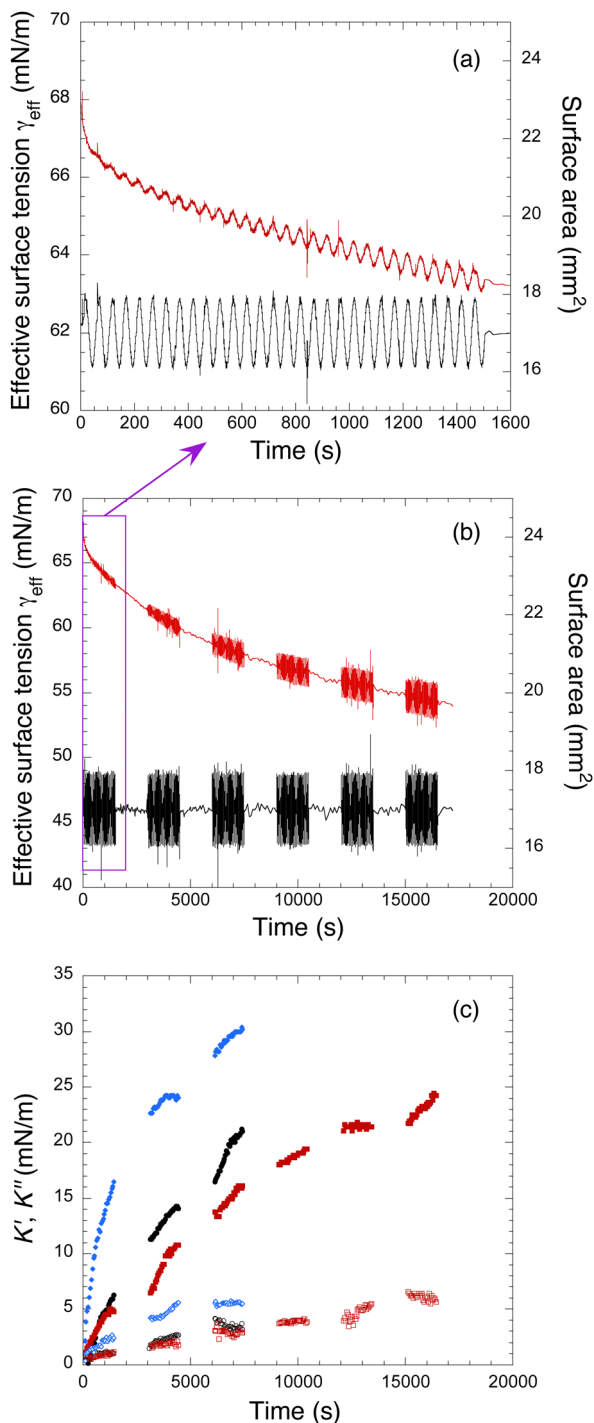 (a)
Effective surface tension γeff (mN/m)
70
68
66
64
62
60
24
22
20
18
16
Surface area (mm²)
0 200 400 600 800 1000 1200 1400 1600
Time (s)
(b)
Effective surface tension γeff (mN/m)
70
65
60
55
50
45
40
24
22
20
18
16
Surface area (mm²)
0 5000 10000 15000 20000
Time (s)
(c)
K', K'' (mN/m)
35
30
25
20
15
10
5
0
0 5000 10000 15000 20000
Time (s)